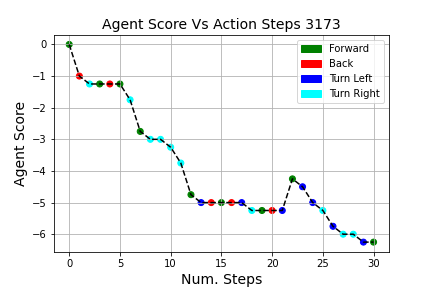 Agent Score Vs Action Steps 3173
Forward
Back
Turn Left
Turn Right
0
−1
−2
−3
−4
−5
−6
Agent Score
0 5 10 15 20 25 30
Num. Steps